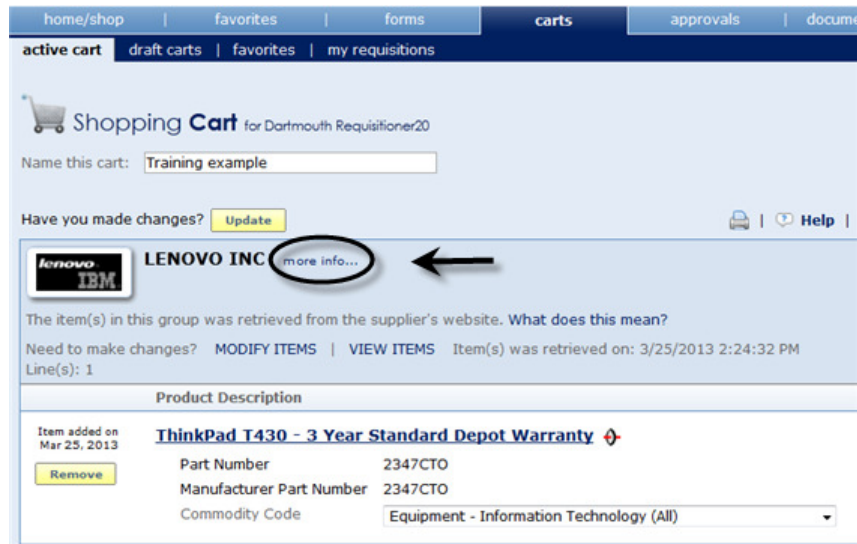 home/shop | favorites | forms carts approvals | docume
active cart draft carts | favorites | my requisitions
Shopping Cart for Dartmouth Requisitioner20
Name this cart: Training example
Have you made changes? Update | Help |
lenovo
IBM
LENOVO INC more info...
The item(s) in this group was retrieved from the supplier's website. What does this mean?
Need to make changes? MODIFY ITEMS | VIEW ITEMS Item(s) was retrieved on: 3/25/2013 2:24:32 PM
Line(s): 1
Product Description
Item added on
Mar 25, 2013
Remove
ThinkPad T430 - 3 Year Standard Depot Warranty
Part Number 2347CTO
Manufacturer Part Number 2347CTO
Commodity Code Equipment - Information Technology (All)